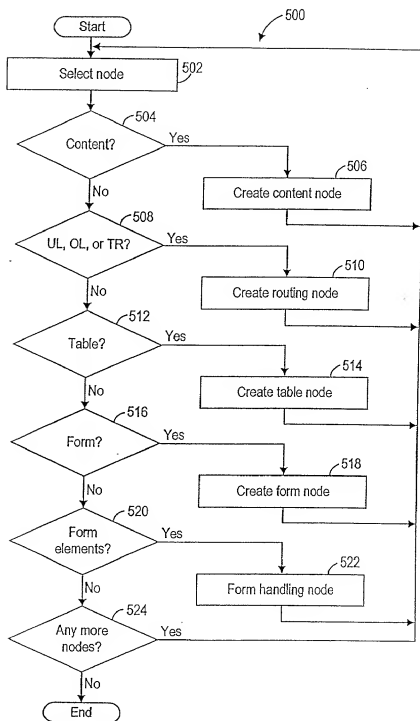 Start
500
Select node
502
504
Content?
Yes
506
Create content node
No
508
UL, OL, or TR?
Yes
510
Create routing node
No
512
Table?
Yes
514
Create table node
No
516
Form?
Yes
518
Create form node
No
520
Form
elements?
Yes
522
Form handling node
No
524
Any more
nodes?
Yes
No
End